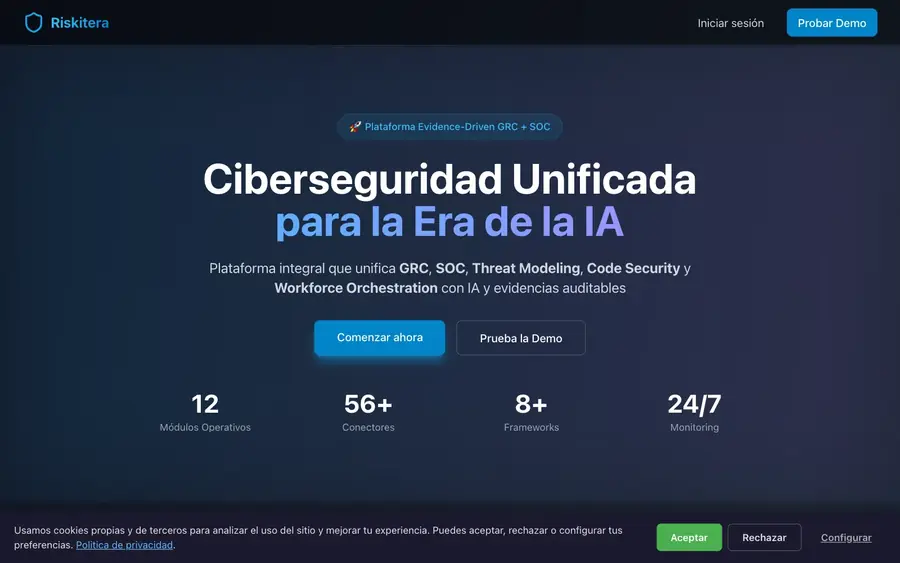 Riskitera
Iniciar sesión
Probar Demo
🚀 Plataforma Evidence-Driven GRC + SOC
Ciberseguridad Unificada
para la Era de la IA
Plataforma integral que unifica GRC, SOC, Threat Modeling, Code Security y
Workforce Orchestration con IA y evidencias auditables
Comenzar ahora
Prueba la Demo
12
Módulos Operativos
56+
Conectores
8+
Frameworks
24/7
Monitoring
Usamos cookies propias y de terceros para analizar el uso del sitio y mejorar tu experiencia. Puedes aceptar, rechazar o configurar tus
preferencias. Política de privacidad.
Aceptar
Rechazar
Configurar